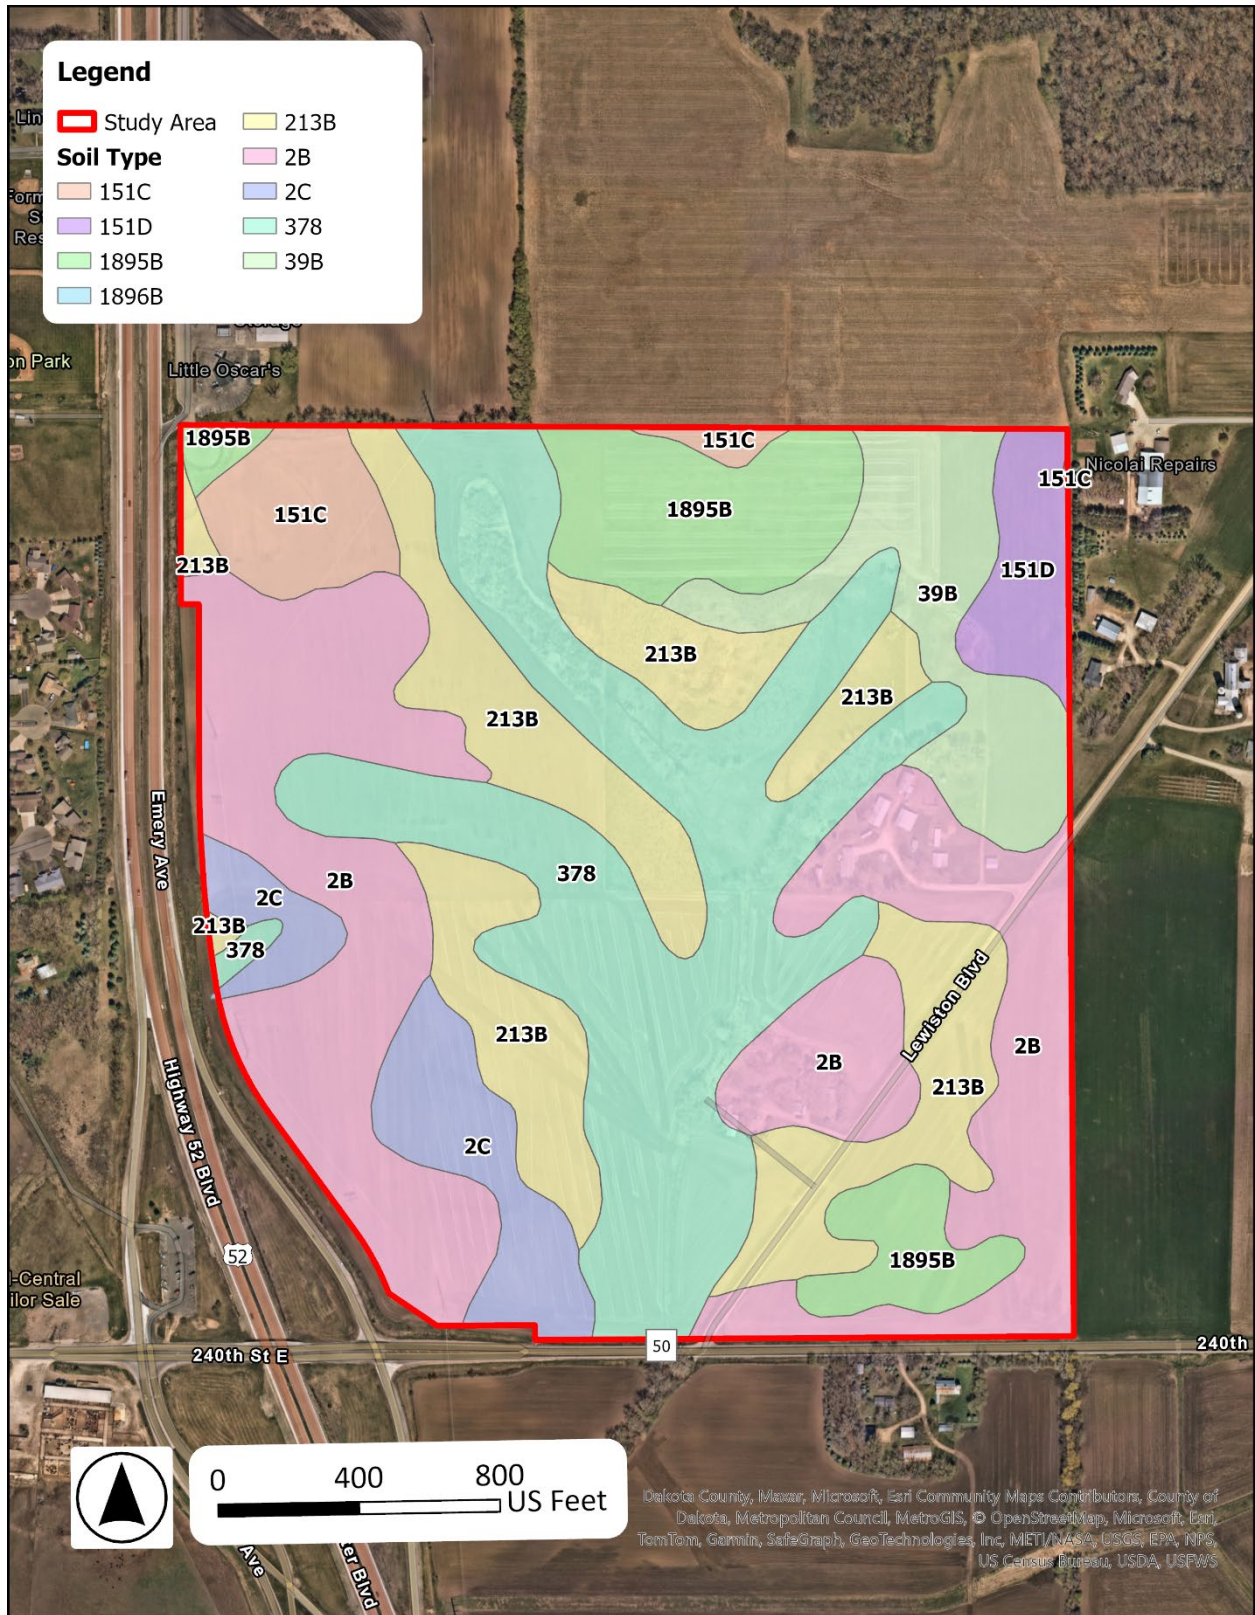 Legend
Study Area
Soil Type
151C
151D
1895B
1896B
213B
2B
2C
378
39B
Little Oscar's
on Park
1895B
151C
1895B
151C
151C
Nicolai Repairs
151D
213B
39B
213B
213B
213B
Emery Ave
378
2B
2C
213B
378
213B
Lewiston Blvd
2B
2B
213B
2C
Highway 52 Blvd
52
1895B
l-Central
ilor Sale
240th St E
50
240th
0 400 800
US Feet
Ave
ter Blvd
Dakota County, Maxar, Microsoft, Esri Community Maps Contributors, County of
Dakota, Metropolitan Council, MetroGIS, © OpenStreetMap, Microsoft, Esri,
TomTom, Garmin, SafeGraph, GeoTechnologies, Inc, METI/NASA, USGS, EPA, NPS,
US Census Bureau, USDA, USFWS